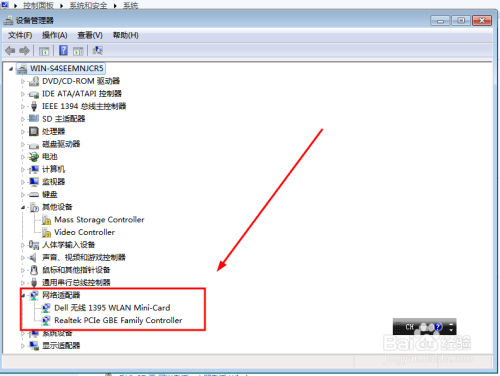 控制面板 ▸ 系统和安全 ▸ 系统
设备管理器
文件(F) 操作(A) 查看(V) 帮助(H)
WIN-S4SEEMNJCR5
DVD/CD-ROM 驱动器
IDE ATA/ATAPI 控制器
IEEE 1394 总线主控制器
SD 主适配器
处理器
磁盘驱动器
电池
计算机
监视器
键盘
其他设备
Mass Storage Controller
Video Controller
人体学输入设备
声音、视频和游戏控制器
鼠标和其他指针设备
通用串行总线控制器
网络适配器
Dell 无线 1395 WLAN Mini-Card
Realtek PCIe GBE Family Controller
系统设备
显示适配器
CH
Baidu 经验